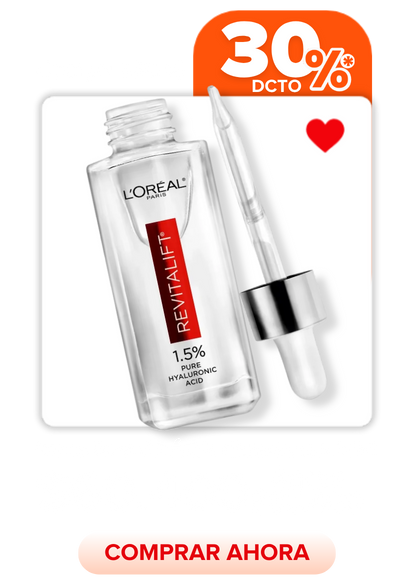 30%*
DCTO
L'ORÉAL®
PARIS
REVITALIFT®
1.5%
PURE
HYALURONIC
ACID
COMPRAR AHORA